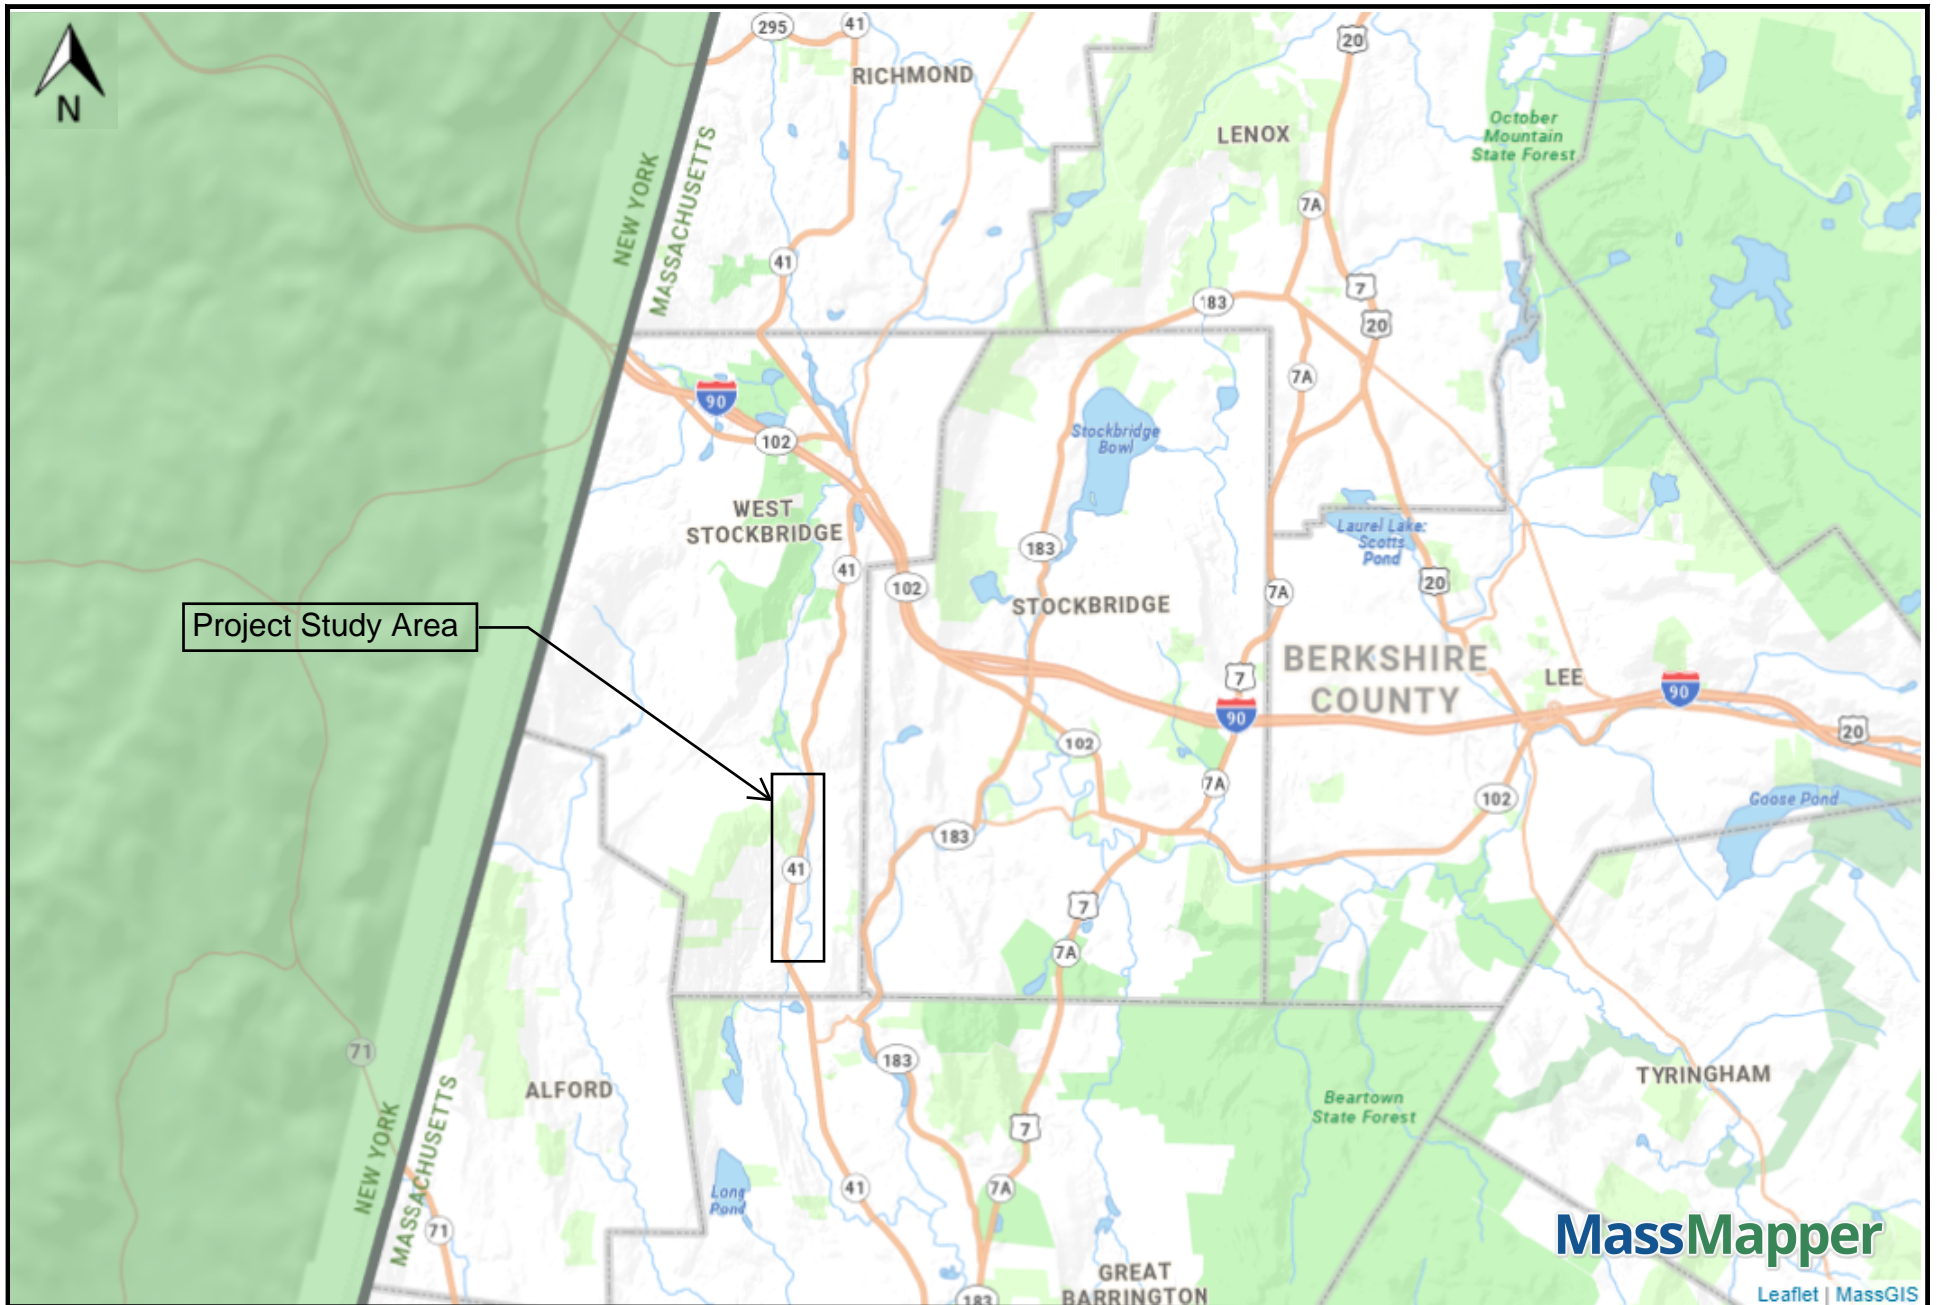 N
295
41
20
RICHMOND
LENOX
October
Mountain
State Forest
NEW YORK
MASSACHUSETTS
7A
41
183
7
20
90
7A
102
Stockbridge
Bowl
WEST
STOCKBRIDGE
Laurel Lake:
Scotts
Pond
183
41
102
20
7A
STOCKBRIDGE
Project Study Area
BERKSHIRE
COUNTY
LEE
7
90
90
20
102
7A
102
Goose Pond
183
41
7
7A
71
183
ALFORD
TYRINGHAM
Beartown
State Forest
NEW YORK
MASSACHUSETTS
7
41
7A
Long
Pond
71
MassMapper
GREAT
BARRINGTON
183
Leaflet | MassGIS